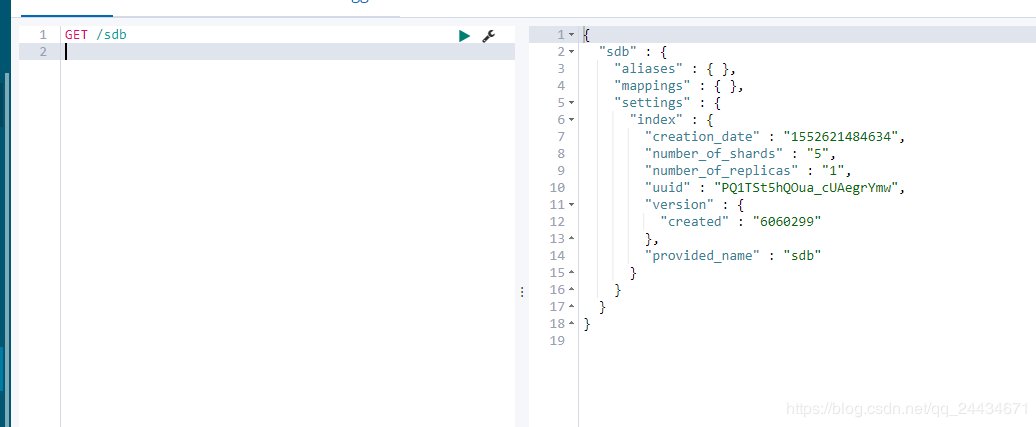 1 GET /sdb
2
1 {
2 "sdb" : {
3 "aliases" : { },
4 "mappings" : { },
5 "settings" : {
6 "index" : {
7 "creation_date" : "1552621484634",
8 "number_of_shards" : "5",
9 "number_of_replicas" : "1",
10 "uuid" : "PQ1TSt5hQOua_cUAegrYmw",
11 "version" : {
12 "created" : "6060299"
13 },
14 "provided_name" : "sdb"
15 }
16 }
17 }
18 }
19
https://blog.csdn.net/qq_24434671